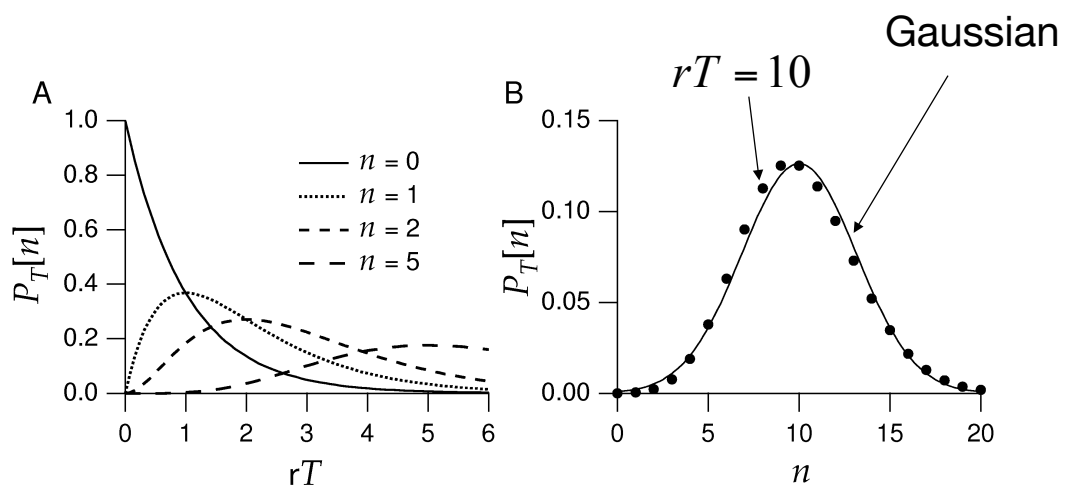 Gaussian
rT = 10
A
B
1.0
0.8
0.6
0.4
0.2
0.0
P_T[n]
n = 0
n = 1
n = 2
n = 5
0 1 2 3 4 5 6
rT
0.15
0.10
0.05
0.00
P_T[n]
0 5 10 15 20
n